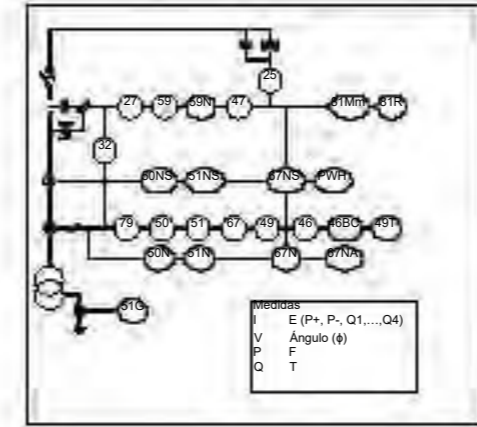 25
27 59 59N 47 81Mm 81R
32
50NS 51NS 67NS PWR
79 50 51 67 49 46 46BC 49T
50N 51N 67N 67NA
51G
Medidas
I E (P+, P-, Q1,...,Q4)
V Ángulo (ϕ)
P F
Q T